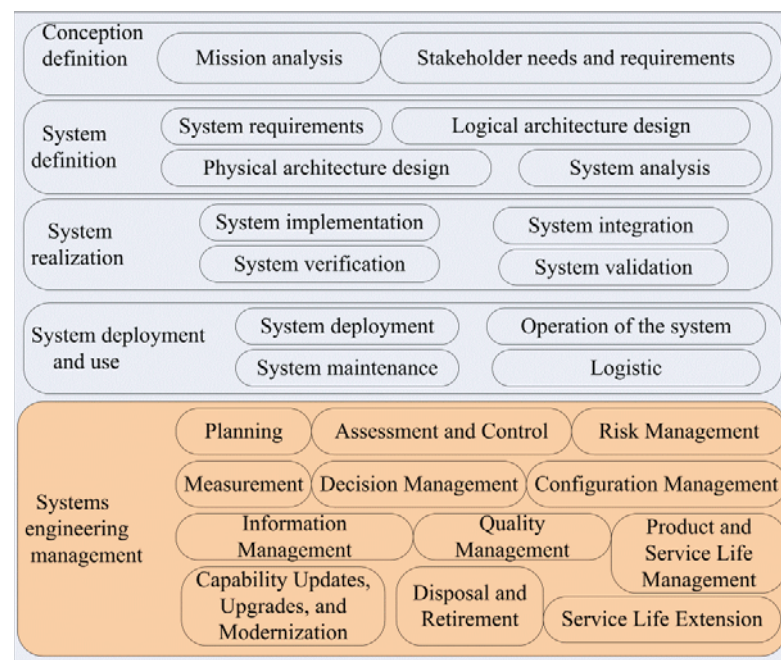 Conception
definition
Mission analysis
Stakeholder needs and requirements
System
definition
System requirements
Logical architecture design
Physical architecture design
System analysis
System
realization
System implementation
System integration
System verification
System validation
System deployment
and use
System deployment
Operation of the system
System maintenance
Logistic
Systems
engineering
management
Planning
Assessment and Control
Risk Management
Measurement
Decision Management
Configuration Management
Information
Management
Quality
Management
Product and
Service Life
Management
Capability Updates,
Upgrades, and
Modernization
Disposal and
Retirement
Service Life Extension